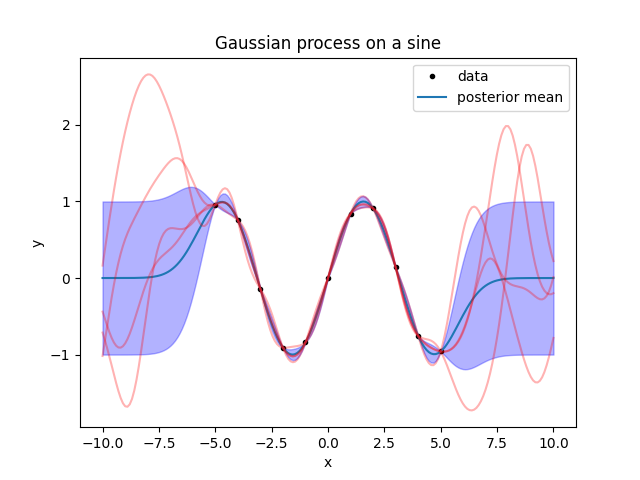 Gaussian process on a sine
data
posterior mean
y
2
1
0
−1
−10.0 −7.5 −5.0 −2.5 0.0 2.5 5.0 7.5 10.0
x